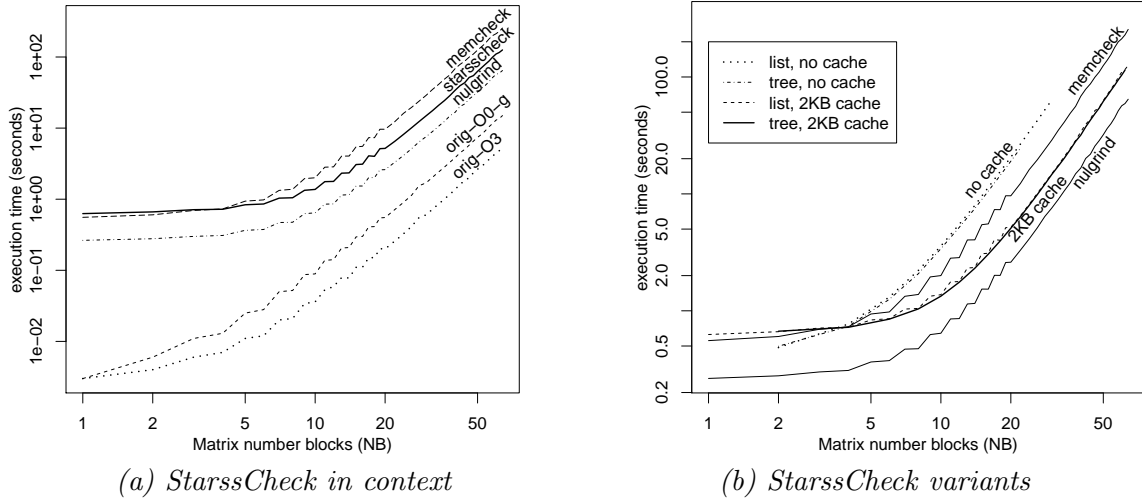 execution time (seconds)
1e+02
1e+01
1e+00
1e−01
1e−02
memcheck
starsscheck
nulgrind
orig−O0−g
orig−O3
1 2 5 10 20 50
Matrix number blocks (NB)
(a) StarssCheck in context
execution time (seconds)
100.0
20.0
5.0
2.0
0.5
0.2
list, no cache
tree, no cache
list, 2KB cache
tree, 2KB cache
no cache
memcheck
2KB cache
nulgrind
1 2 5 10 20 50
Matrix number blocks (NB)
(b) StarssCheck variants